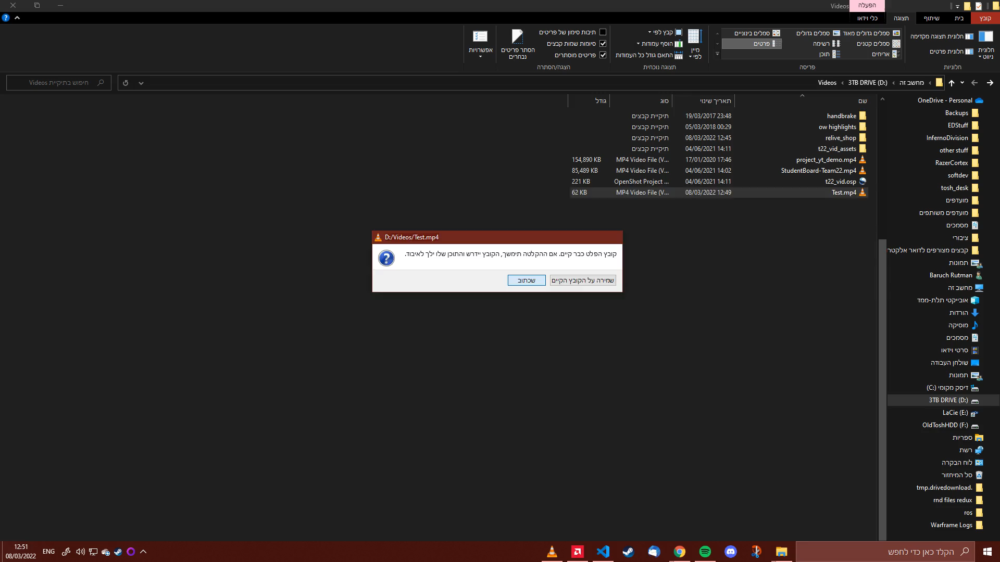 Videos
הפעלה
קובץ
בית
שיתוף
תצוגה
כלי וידאו
חלונית ניווט
חלונית תצוגה מקדימה
חלונית פרטים
חלוניות
סמלים גדולים מאוד
סמלים גדולים
סמלים בינוניים
סמלים קטנים
רשימה
פרטים
אריחים
תוכן
פריסה
מיין לפי
קבץ לפי
הוסף עמודות
התאם גודל כל העמודות
תצוגה נוכחית
תיבות סימון של פריטים
סיומות שמות קבצים
פריטים מוסתרים
הסתר פריטים נבחרים
הצגה/הסתרה
אפשרויות
מחשב זה ‹ 3TB DRIVE (D:) ‹ Videos
חיפוש בתיקיית Videos
שם תאריך שינוי סוג גודל
handbrake 19/03/2017 23:48 תיקיית קבצים
ow highlights 05/03/2018 00:29 תיקיית קבצים
relive_shop 08/03/2022 12:45 תיקיית קבצים
t22_vid_assets 04/06/2021 14:11 תיקיית קבצים
project_yt_demo.mp4 17/01/2020 17:46 MP4 Video File (V... 154,890 KB
StudentBoard-Team22.mp4 04/06/2021 14:02 MP4 Video File (V... 85,489 KB
t22_vid.osp 04/06/2021 14:11 OpenShot Project ... 221 KB
Test.mp4 08/03/2022 12:49 MP4 Video File (V... 62 KB
OneDrive - Personal
Backups
EDStuff
InfernoDivision
other stuff
RazerCortex
softdev
tosh_desk
מועדפים
מועדפים משותפים
מסמכים
ציבורי
קבצים מצורפים לדואר אלקטר
תמונות
Baruch Rutman
מחשב זה
אובייקטי תלת-ממד
הורדות
מוסיקה
מסמכים
סרטי וידאו
שולחן העבודה
תמונות
דיסק מקומי (C:)
3TB DRIVE (D:)
LaCie (E:)
OldToshHDD (F:)
ספריות
רשת
לוח הבקרה
סל המיחזור
tmp.drivedownload.
rnd files redux
ros
Warframe Logs
D:/Videos/Test.mp4
קובץ הפלט כבר קיים. אם ההקלטה תימשך, הקובץ יידרש והתוכן שלו ילך לאיבוד.
שמירה על הקובץ הקיים
שכתוב
הקלד כאן כדי לחפש
ENG
12:51
08/03/2022